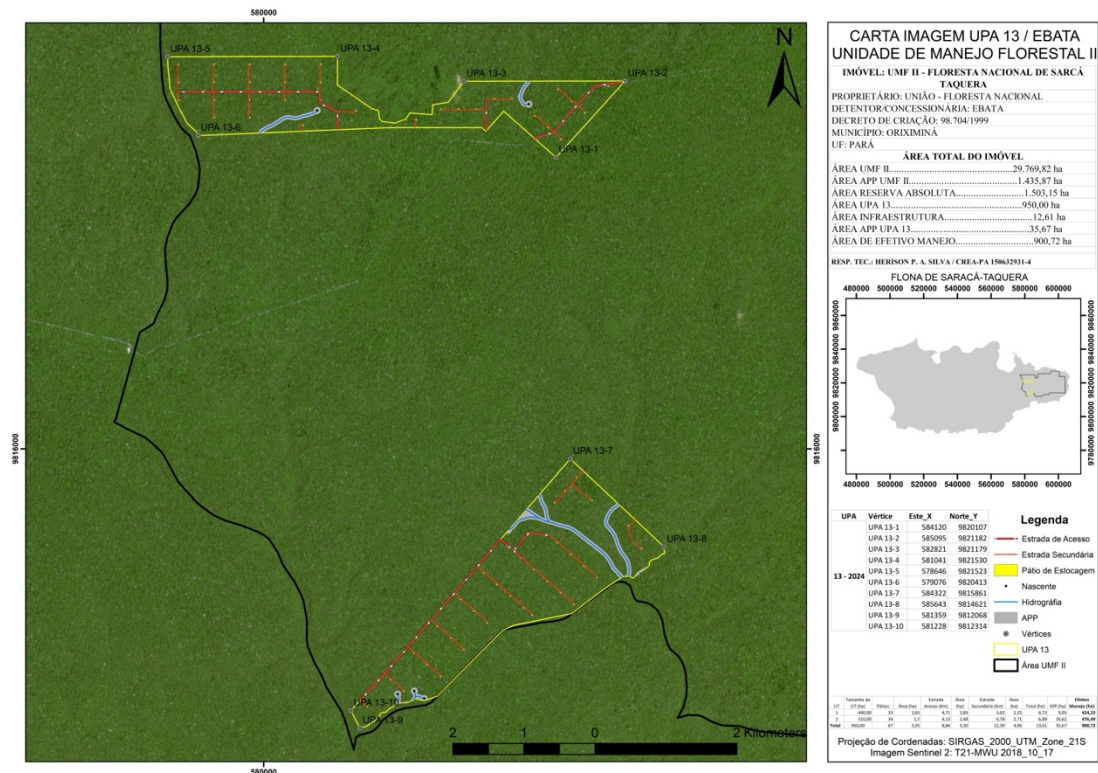 580000
UPA 13-5
UPA 13-4
UPA 13-3
UPA 13-2
UPA 13-6
UPA 13-1
N
9816000
9816000
UPA 13-7
UPA 13-8
UPA 13-10
UPA 13-9
2 1 0 2 Kilometers
580000
CARTA IMAGEM UPA 13 / EBATA
UNIDADE DE MANEJO FLORESTAL II
IMÓVEL: UMF II - FLORESTA NACIONAL DE SARCÁ
TAQUERA
PROPRIETÁRIO: UNIÃO - FLORESTA NACIONAL
DETENTOR/CONCESSIONÁRIA: EBATA
DECRETO DE CRIAÇÃO: 98.704/1999
MUNICÍPIO: ORIXIMINÁ
UF: PARÁ
ÁREA TOTAL DO IMÓVEL
ÁREA UMF II...............................................29.769,82 ha
ÁREA APP UMF II.........................................1.435,87 ha
ÁREA RESERVA ABSOLUTA.........................1.503,15 ha
ÁREA UPA 13................................................950,00 ha
ÁREA INFRAESTRUTURA...............................12,61 ha
ÁREA APP UPA 13.........................................35,67 ha
ÁREA DE EFETIVO MANEJO..........................900,72 ha
RESP. TEC.: HERISON P. A. SILVA / CREA-PA 150632931-4
FLONA DE SARACÁ-TAQUERA
480000 500000 520000 540000 560000 580000 600000
9860000 9860000
9840000 9840000
9820000 9820000
9800000 9800000
9780000 9780000
480000 500000 520000 540000 560000 580000 600000
UPA Vértice Este_X Norte_Y
UPA 13-1 584120 9820107
UPA 13-2 585095 9821182
UPA 13-3 582821 9821179
UPA 13-4 581041 9821530
UPA 13-5 578646 9821523
13 - 2024
UPA 13-6 579076 9820413
UPA 13-7 584322 9815861
UPA 13-8 585643 9814621
UPA 13-9 581359 9812068
UPA 13-10 581228 9812314
Legenda
Estrada de Acesso
Estrada Secundária
Pátio de Estocagem
Nascente
Hidrográfia
APP
Vértices
UPA 13
Área UMF II
Projeção de Cordenadas: SIRGAS_2000_UTM_Zone_21S
Imagem Sentinel 2: T21-MWU 2018_10_17